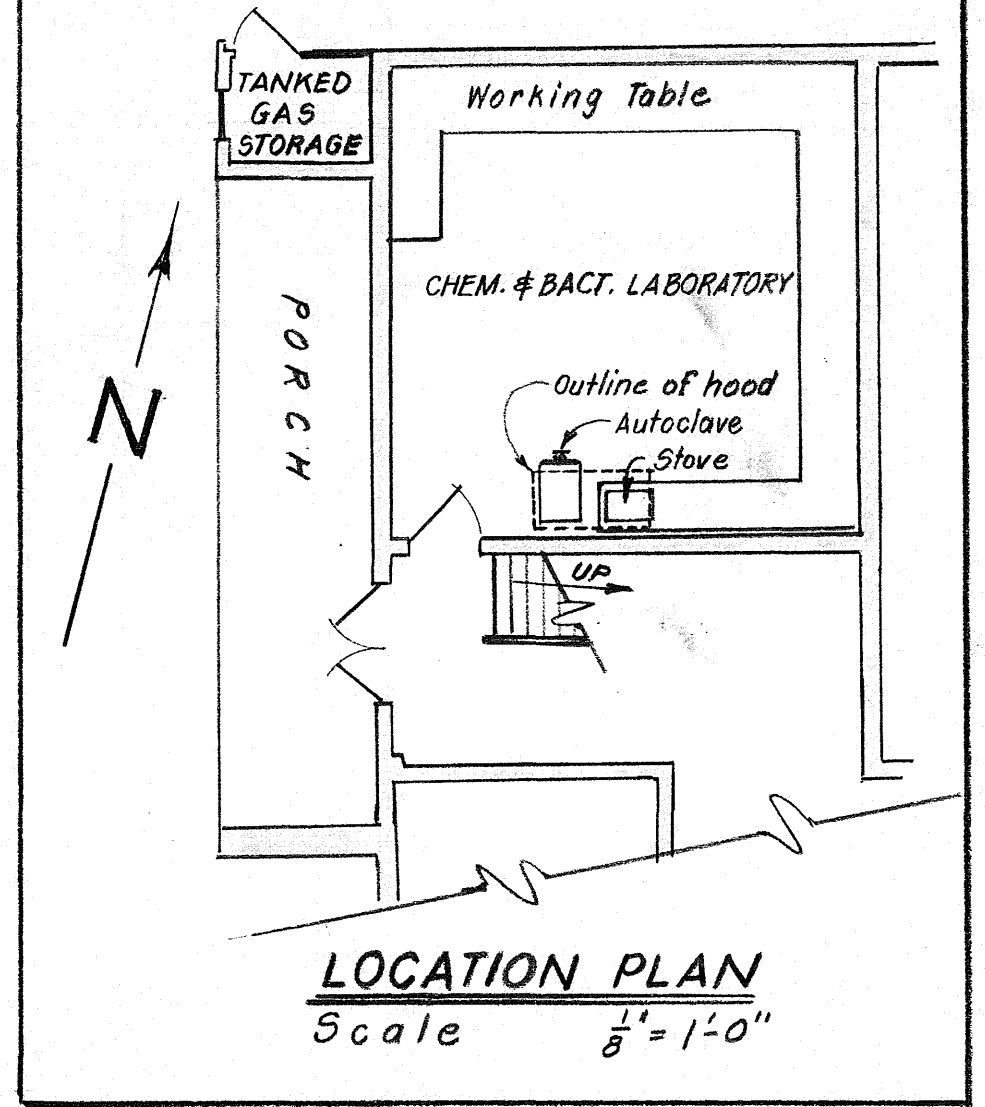 TANKED
GAS
STORAGE
Working Table
CHEM. & BACT. LABORATORY
PORCH
N
Outline of hood
Autoclave
Stove
UP
LOCATION PLAN
Scale 1/8" = 1'-0"